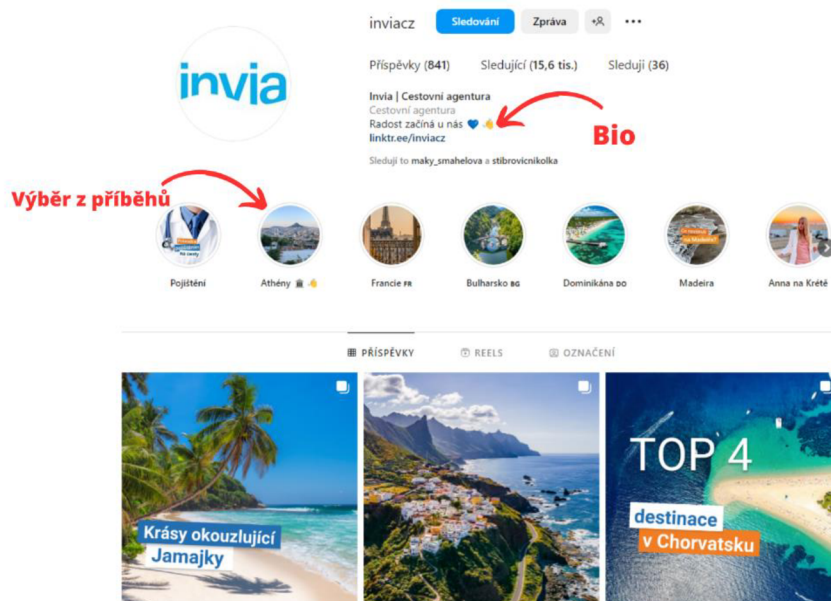 invia
inviacz Sledování Zpráva
Příspěvky (841) Sledující (15,6 tis.) Sleduji (36)
Invia | Cestovní agentura
Cestovní agentura
Radost začíná u nás 💙 🤙
linktr.ee/inviacz
Sledují to maky_smahelova a stibrovicnikolka
Bio
Výběr z příběhů
Pojištění Athény 🏛 🤙 Francie FR Bulharsko BG Dominikána DO Madeira Anna na Krétě
PŘÍSPĚVKY REELS OZNAČENÍ
Krásy okouzlující
Jamajky
TOP 4
destinace
v Chorvatsku